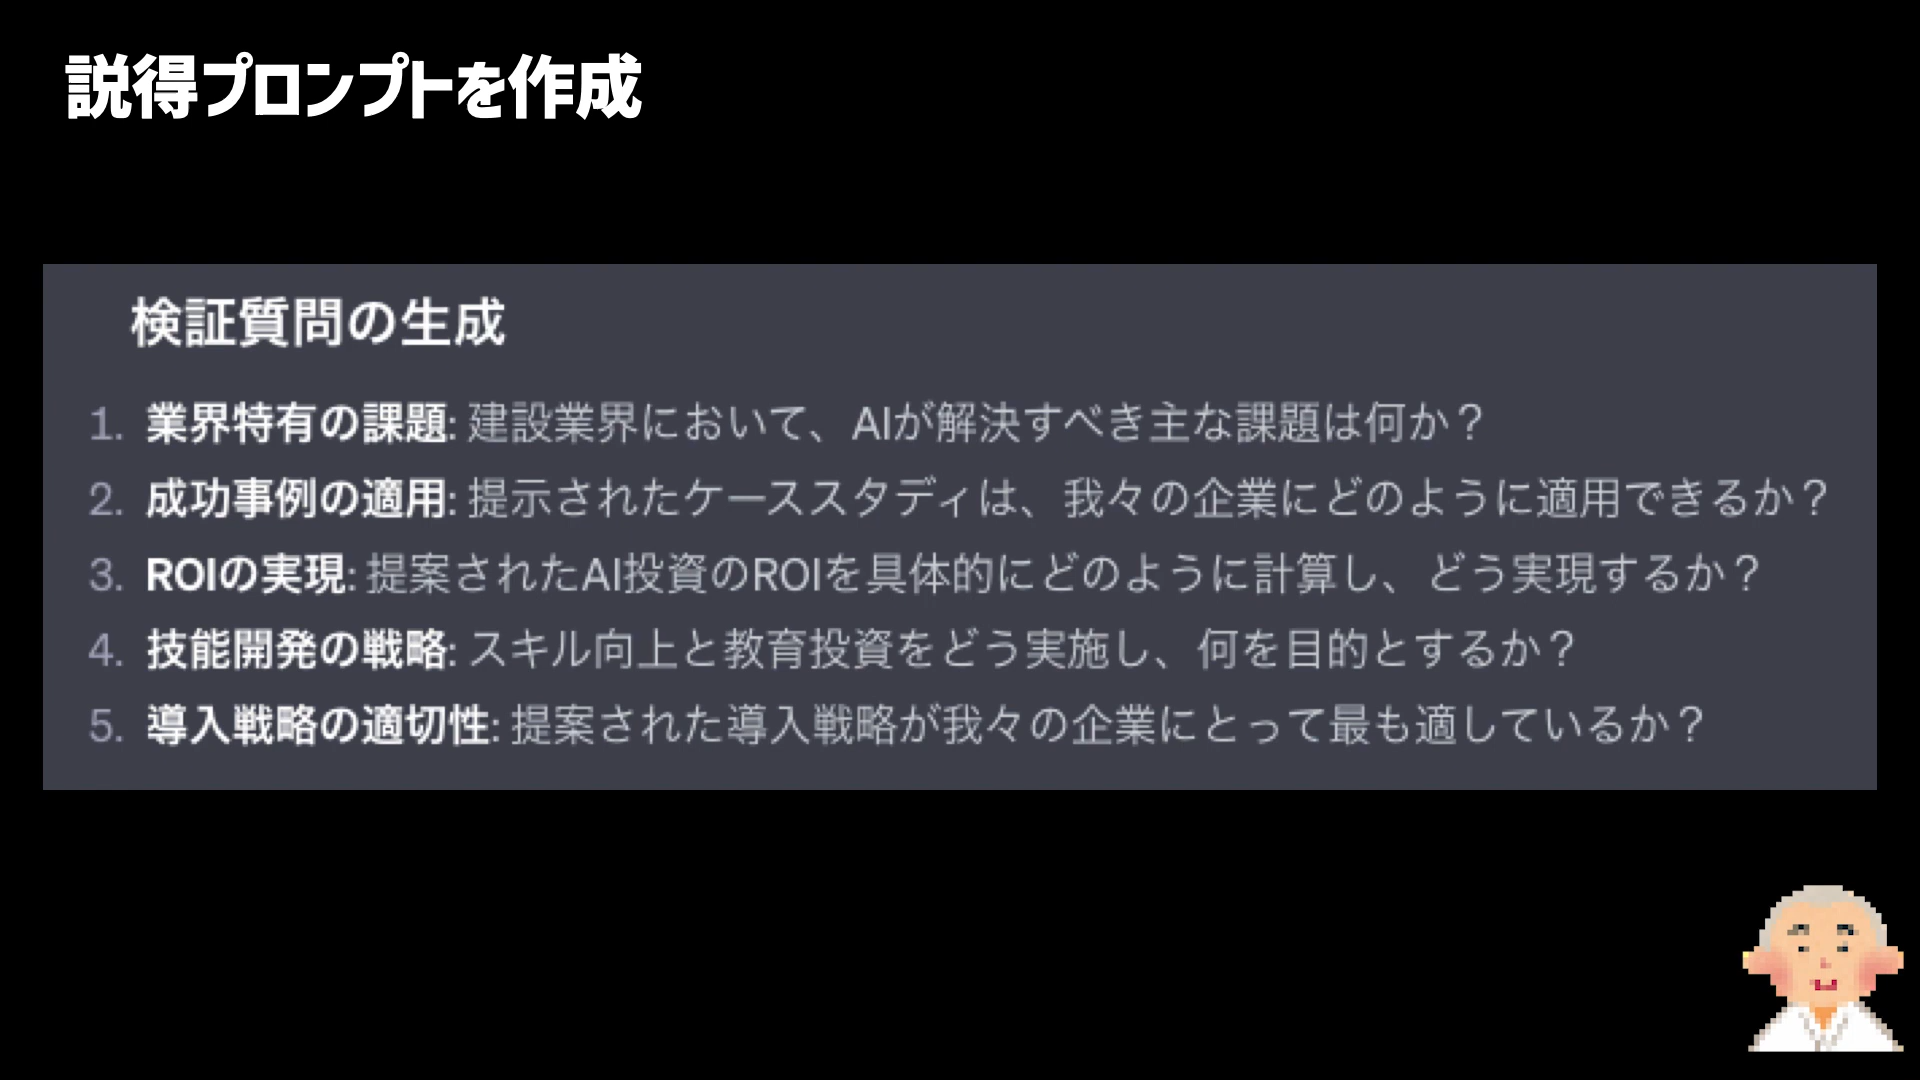 説得プロンプトを作成
検証質問の生成
1. 業界特有の課題: 建設業界において、AIが解決すべき主な課題は何か？
2. 成功事例の適用: 提示されたケーススタディは、我々の企業にどのように適用できるか？
3. ROIの実現: 提案されたAI投資のROIを具体的にどのように計算し、どう実現するか？
4. 技能開発の戦略: スキル向上と教育投資をどう実施し、何を目的とするか？
5. 導入戦略の適切性: 提案された導入戦略が我々の企業にとって最も適しているか？